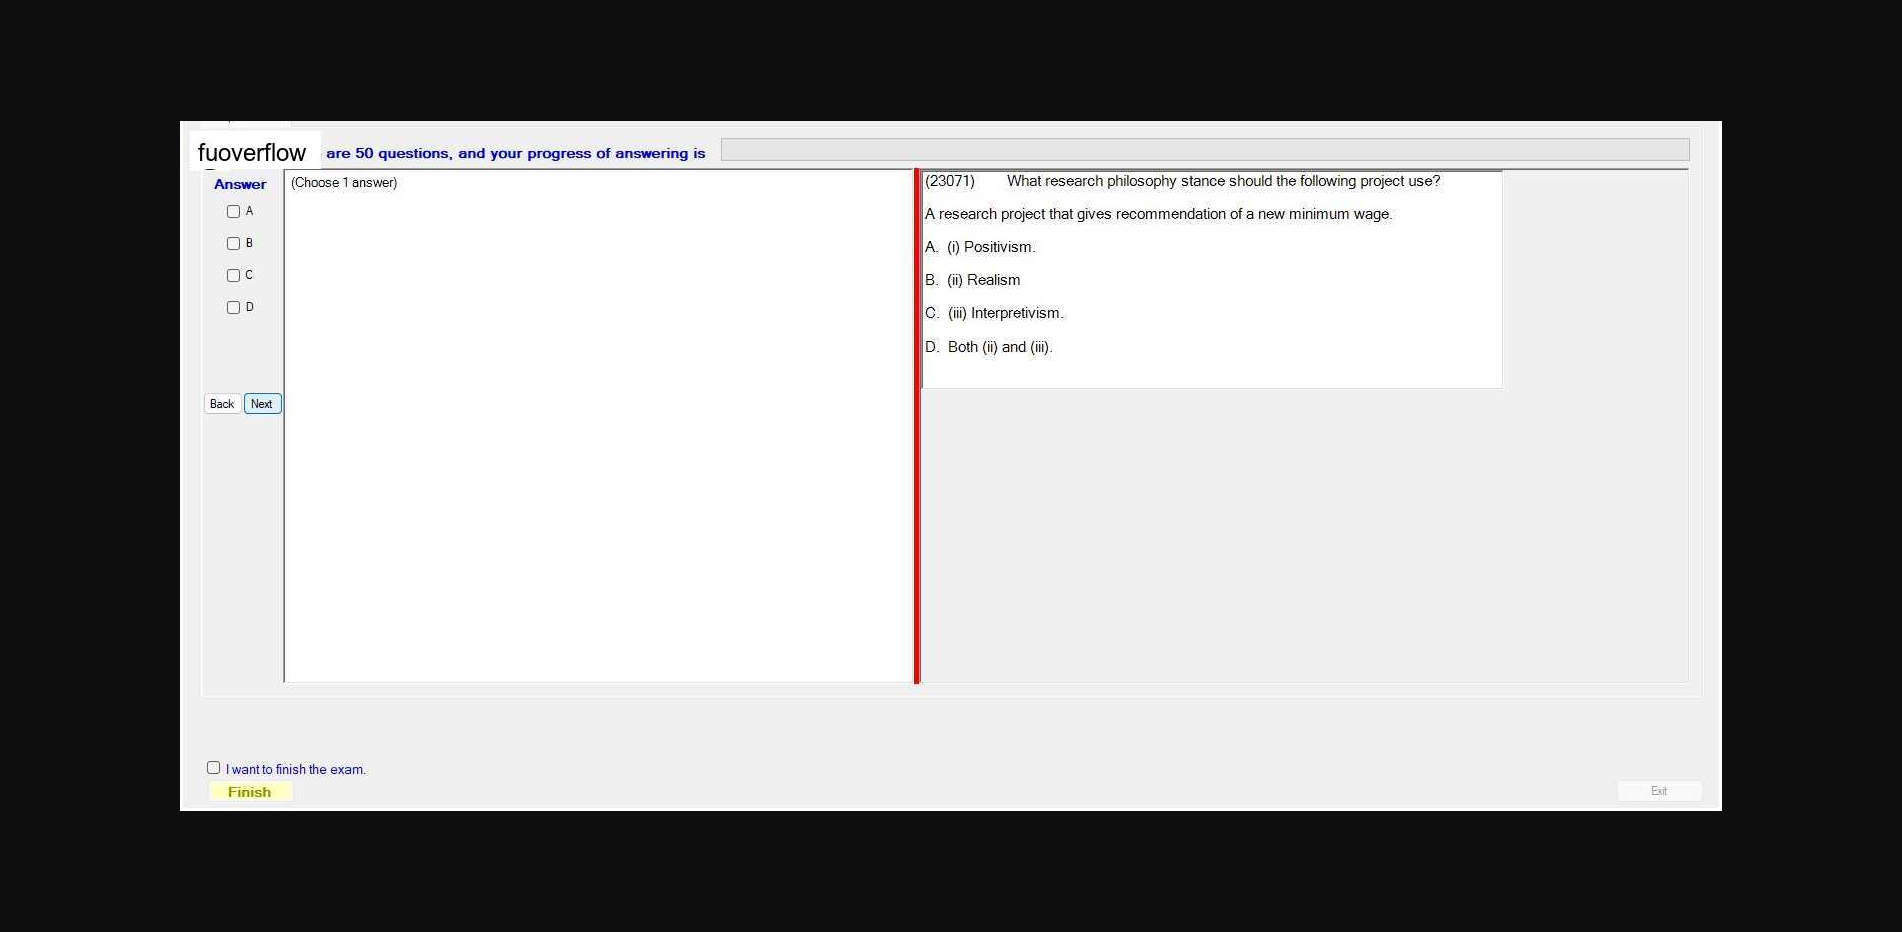 fuoverflow are 50 questions, and your progress of answering is
Answer
(Choose 1 answer)
A
B
C
D
Back Next
(23071) What research philosophy stance should the following project use?
A research project that gives recommendation of a new minimum wage.
A. (i) Positivism.
B. (ii) Realism
C. (iii) Interpretivism.
D. Both (ii) and (iii).
I want to finish the exam.
Finish
Exit